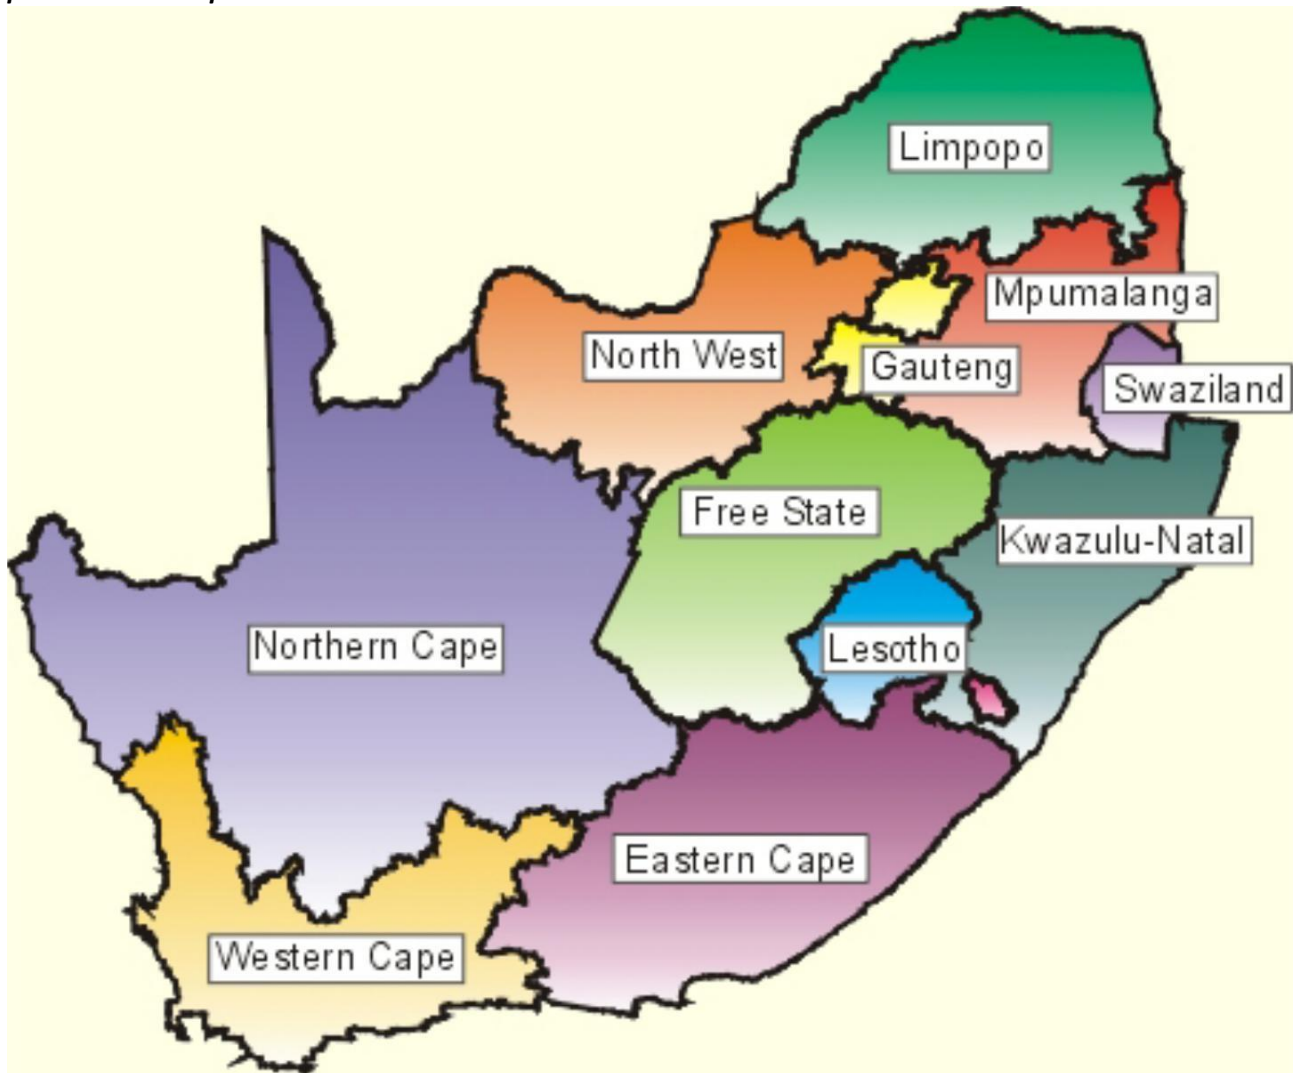 Limpopo
Mpumalanga
North West
Gauteng
Swaziland
Free State
Kwazulu-Natal
Northern Cape
Lesotho
Eastern Cape
Western Cape